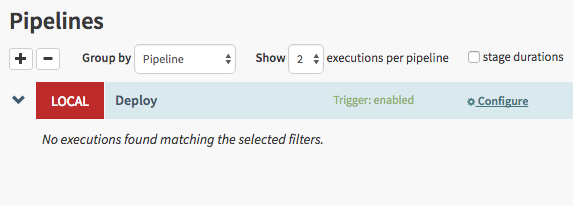 Pipelines
Group by Pipeline Show 2 executions per pipeline stage durations
LOCAL Deploy Trigger: enabled Configure
No executions found matching the selected filters.